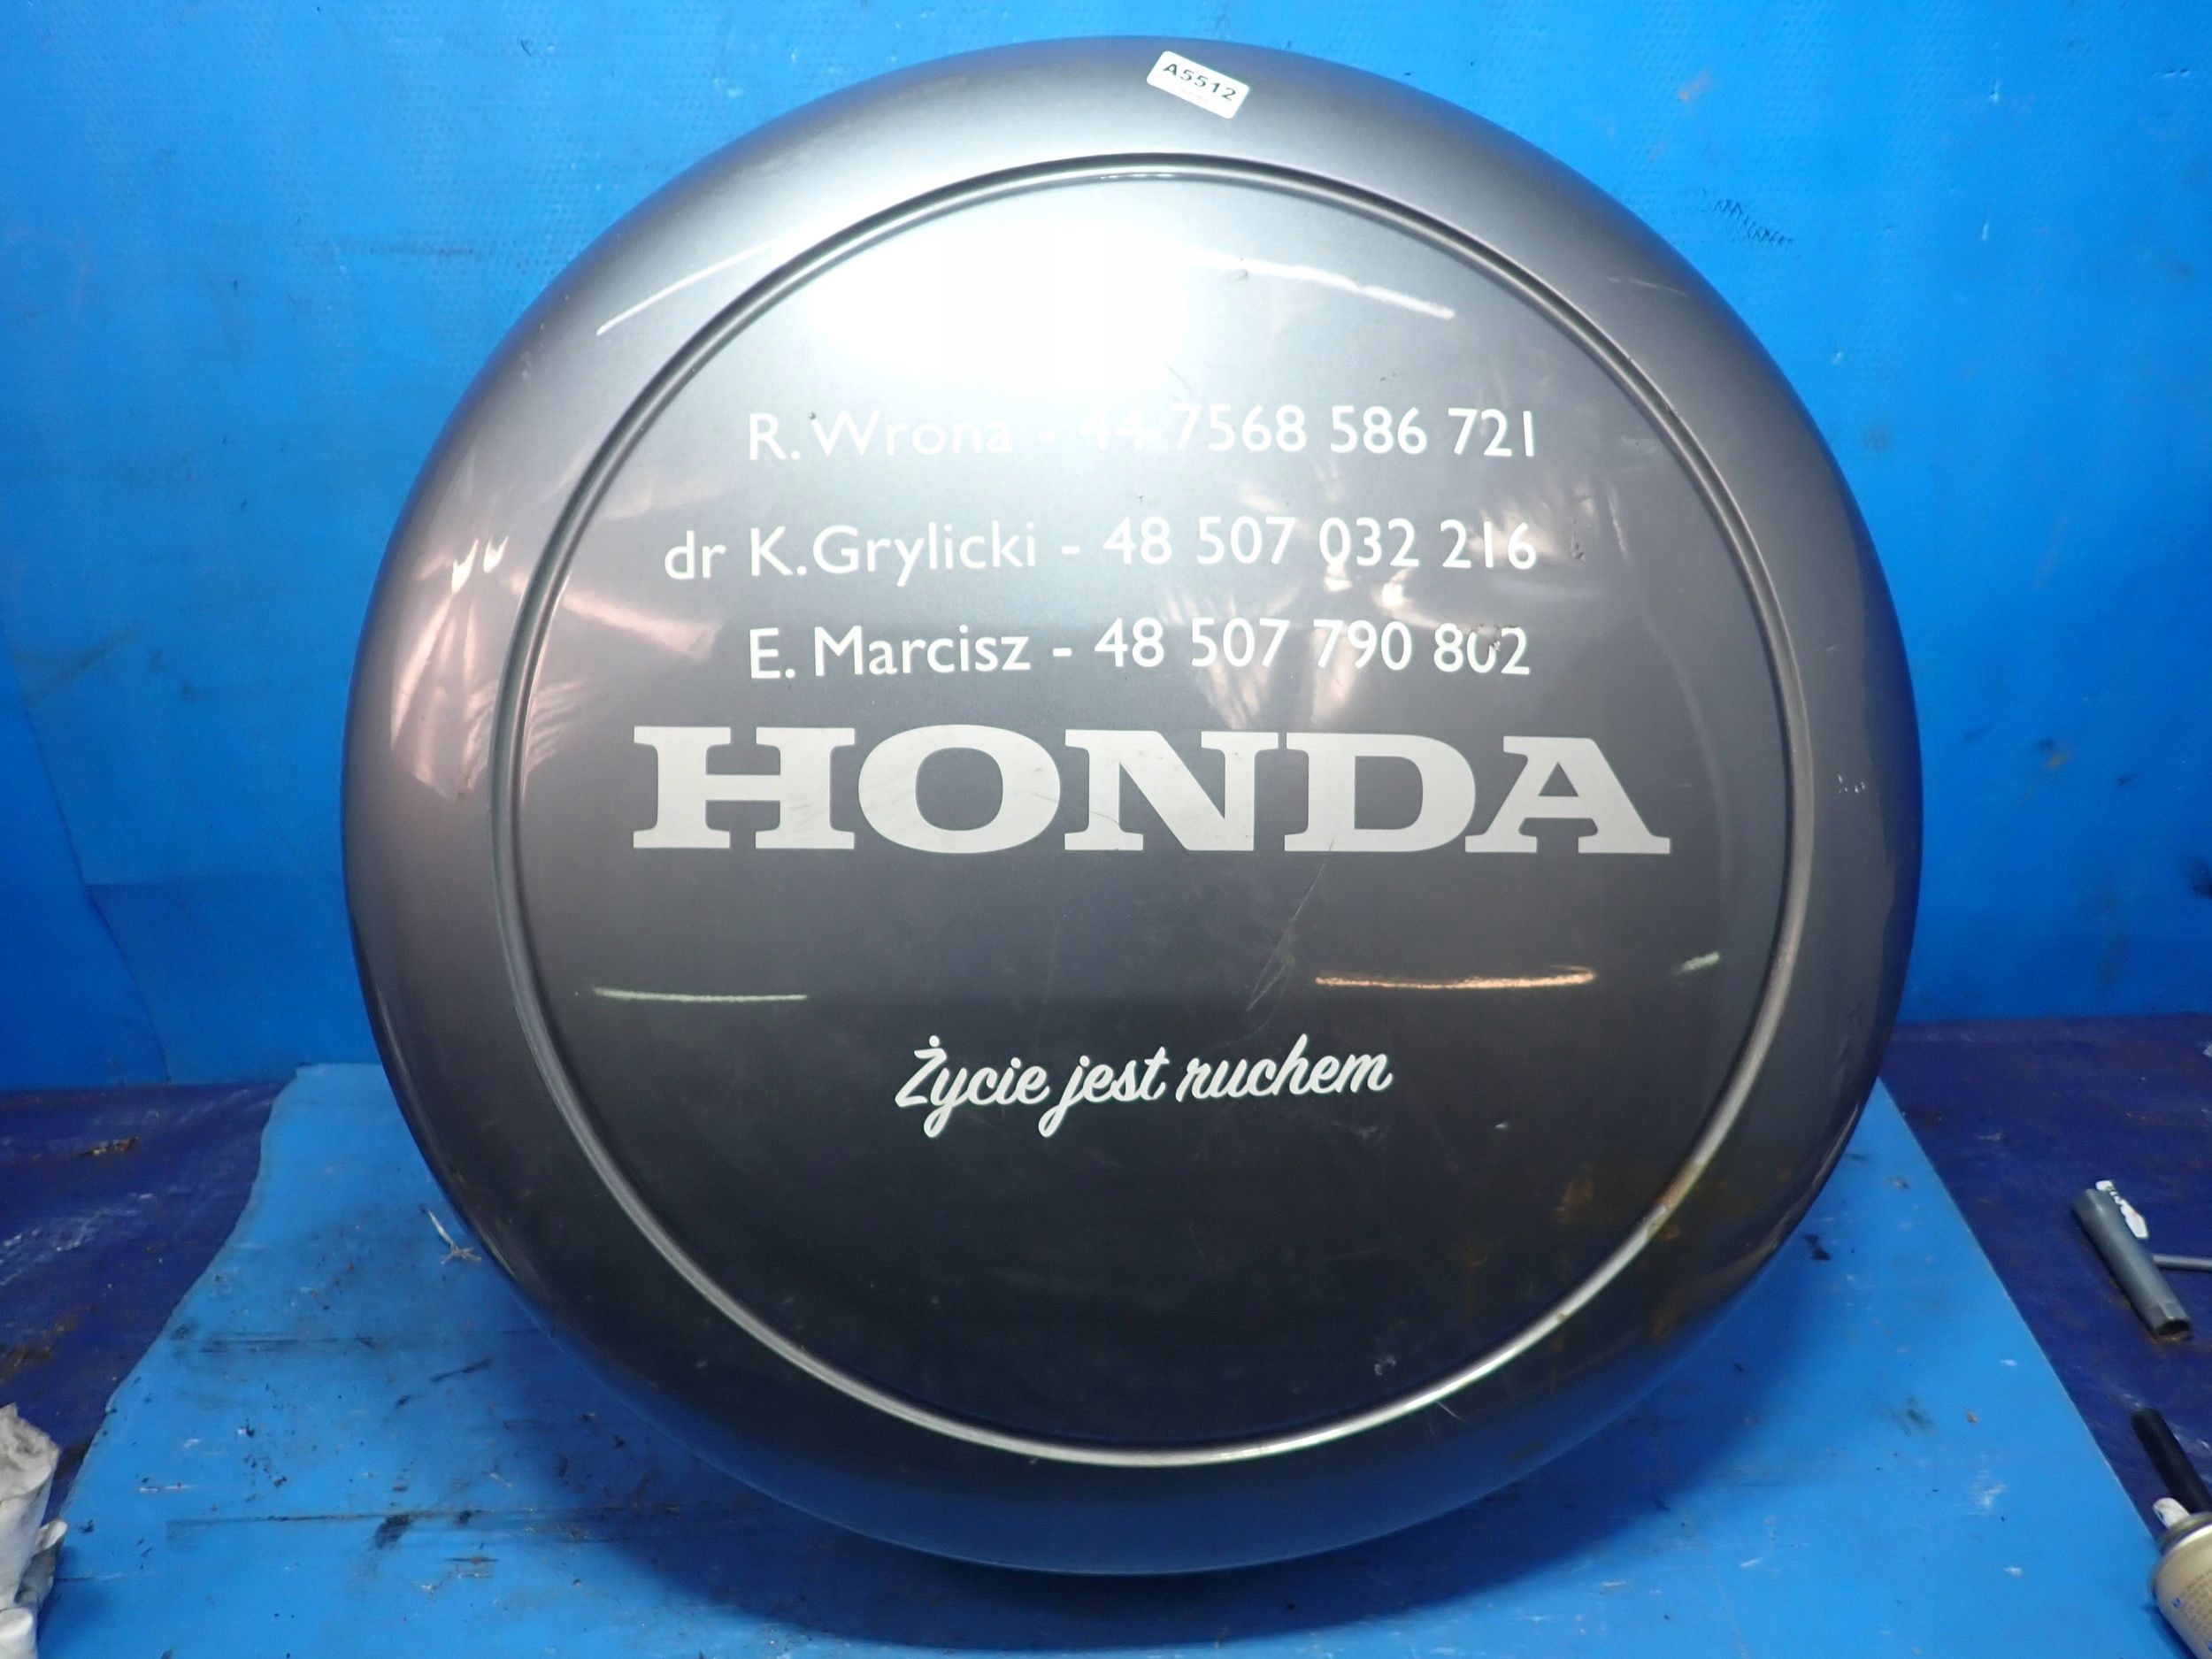 A5512
R. Wrona - 44 7568 586 721
dr K. Grylicki - 48 507 032 216
E. Marcisz - 48 507 790 802
HONDA
Życie jest ruchem